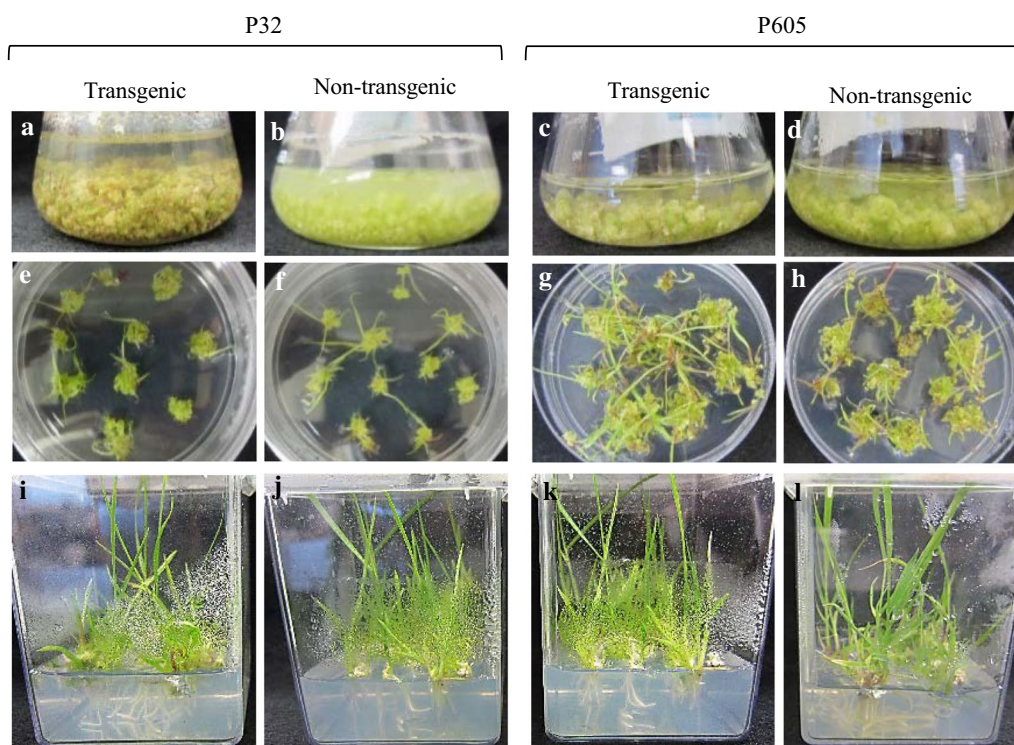 P32 P605
Transgenic Non-transgenic Transgenic Non-transgenic
a b c d
e f g h
i j k l